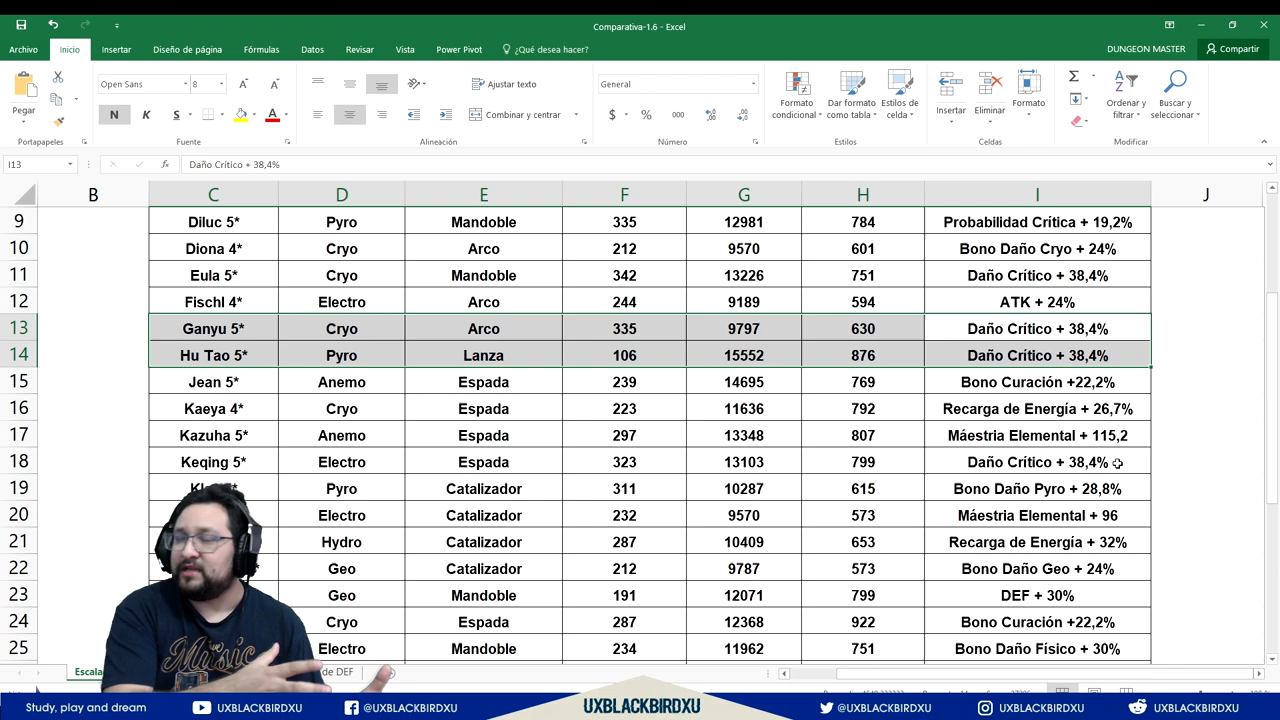 Comparativa-1.6 - Excel
Archivo Inicio Insertar Diseño de página Fórmulas Datos Revisar Vista Power Pivot ¿Qué desea hacer? DUNGEON MASTER Compartir
Pegar
Open Sans 8
N K S A
Ajustar texto
Combinar y centrar
General
$ % 000
Formato condicional
Dar formato como tabla
Estilos de celda
Insertar Eliminar Formato
Ordenar y filtrar
Buscar y seleccionar
Portapapeles Fuente Alineación Número Estilos Celdas Modificar
I13 fx Daño Crítico + 38,4%
B C D E F G H I J
9 Diluc 5* Pyro Mandoble 335 12981 784 Probabilidad Crítica + 19,2%
10 Diona 4* Cryo Arco 212 9570 601 Bono Daño Cryo + 24%
11 Eula 5* Cryo Mandoble 342 13226 751 Daño Crítico + 38,4%
12 Fischl 4* Electro Arco 244 9189 594 ATK + 24%
13 Ganyu 5* Cryo Arco 335 9797 630 Daño Crítico + 38,4%
14 Hu Tao 5* Pyro Lanza 106 15552 876 Daño Crítico + 38,4%
15 Jean 5* Anemo Espada 239 14695 769 Bono Curación +22,2%
16 Kaeya 4* Cryo Espada 223 11636 792 Recarga de Energía + 26,7%
17 Kazuha 5* Anemo Espada 297 13348 807 Máestria Elemental + 115,2
18 Keqing 5* Electro Espada 323 13103 799 Daño Crítico + 38,4%
19 Pyro Catalizador 311 10287 615 Bono Daño Pyro + 28,8%
20 Electro Catalizador 232 9570 573 Máestria Elemental + 96
21 Hydro Catalizador 287 10409 653 Recarga de Energía + 32%
22 Geo Catalizador 212 9787 573 Bono Daño Geo + 24%
23 Geo Mandoble 191 12071 799 DEF + 30%
24 Cryo Espada 287 12368 922 Bono Curación +22,2%
25 Electro Mandoble 234 11962 751 Bono Daño Físico + 30%
Escala de DEF
Music
Study, play and dream UXBLACKBIRDXU @UXBLACKBIRDXU UXBLACKBIRDXU @UXBLACKBIRDXU @UXBLACKBIRDXU @UXBLACKBIRDXU